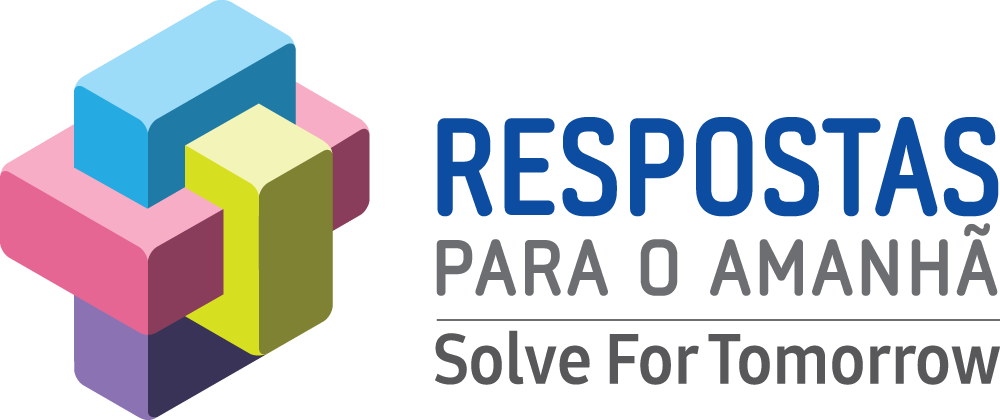 RESPOSTAS
PARA O AMANHÃ
Solve For Tomorrow